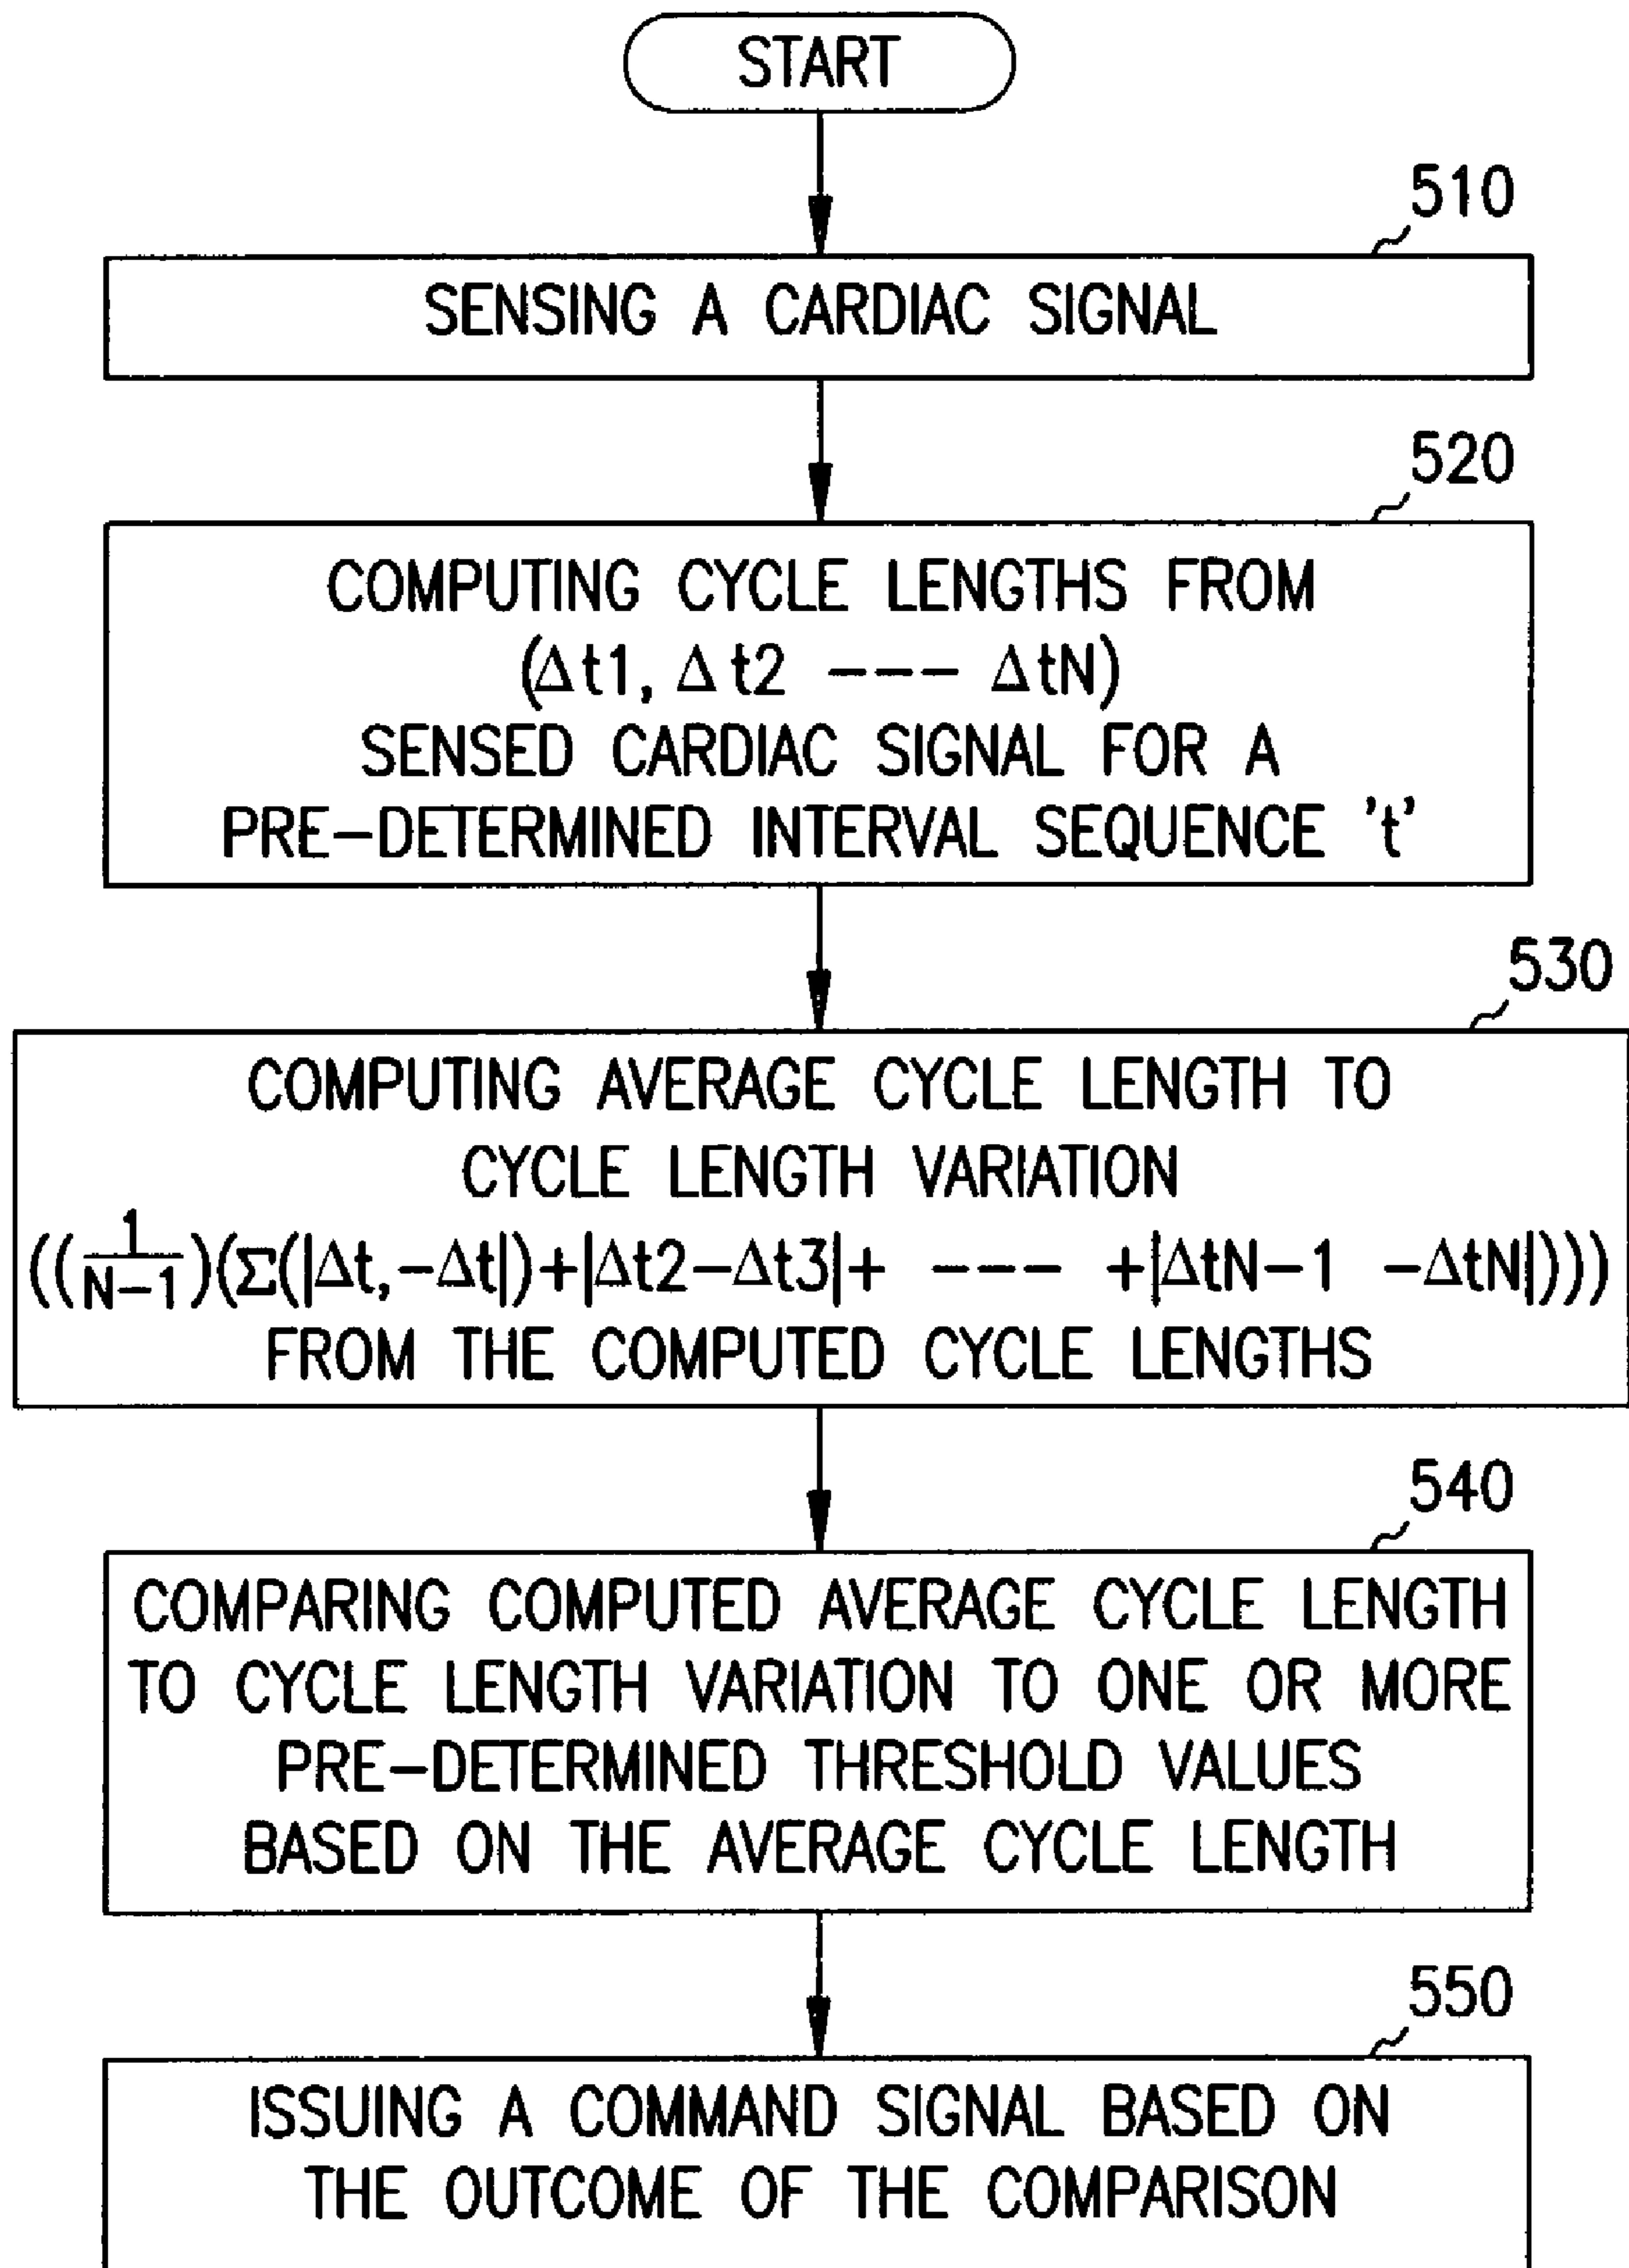 START
510
SENSING A CARDIAC SIGNAL
520
COMPUTING CYCLE LENGTHS FROM
(Δt1, Δt2 --- ΔtN)
SENSED CARDIAC SIGNAL FOR A
PRE-DETERMINED INTERVAL SEQUENCE 't'
530
COMPUTING AVERAGE CYCLE LENGTH TO
CYCLE LENGTH VARIATION
((1/N-1)(Σ(|Δt,-Δt|)+|Δt2-Δt3|+ --- +|ΔtN-1 -ΔtN|)))
FROM THE COMPUTED CYCLE LENGTHS
540
COMPARING COMPUTED AVERAGE CYCLE LENGTH
TO CYCLE LENGTH VARIATION TO ONE OR MORE
PRE-DETERMINED THRESHOLD VALUES
BASED ON THE AVERAGE CYCLE LENGTH
550
ISSUING A COMMAND SIGNAL BASED ON
THE OUTCOME OF THE COMPARISON